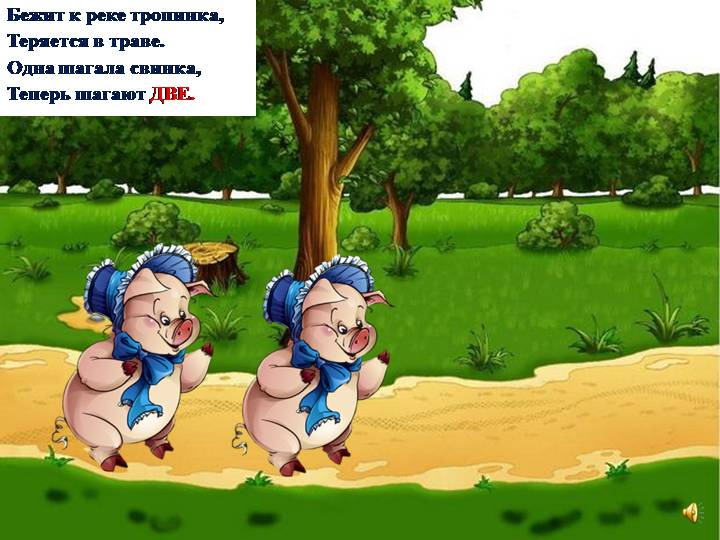 Бежит к реке тропинка,
Теряется в траве.
Одна шагала свинка,
Теперь шагают ДВЕ.